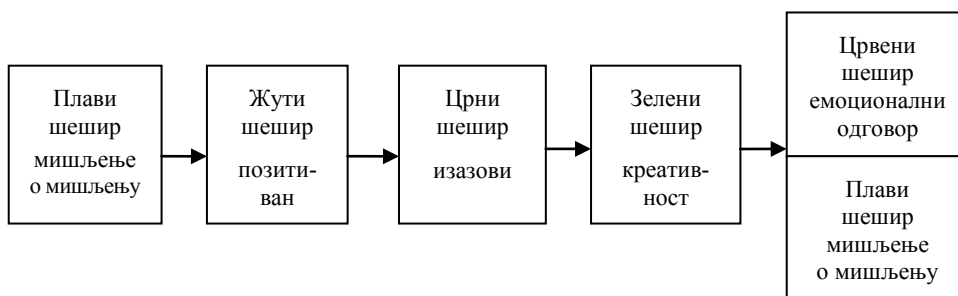 Плави
шешир
мишљење
о мишљењу
Жути
шешир
позити-
ван
Црни
шешир
изазови
Зелени
шешир
креатив-
ност
Црвени
шешир
емоционални
одговор
Плави
шешир
мишљење
о мишљењу